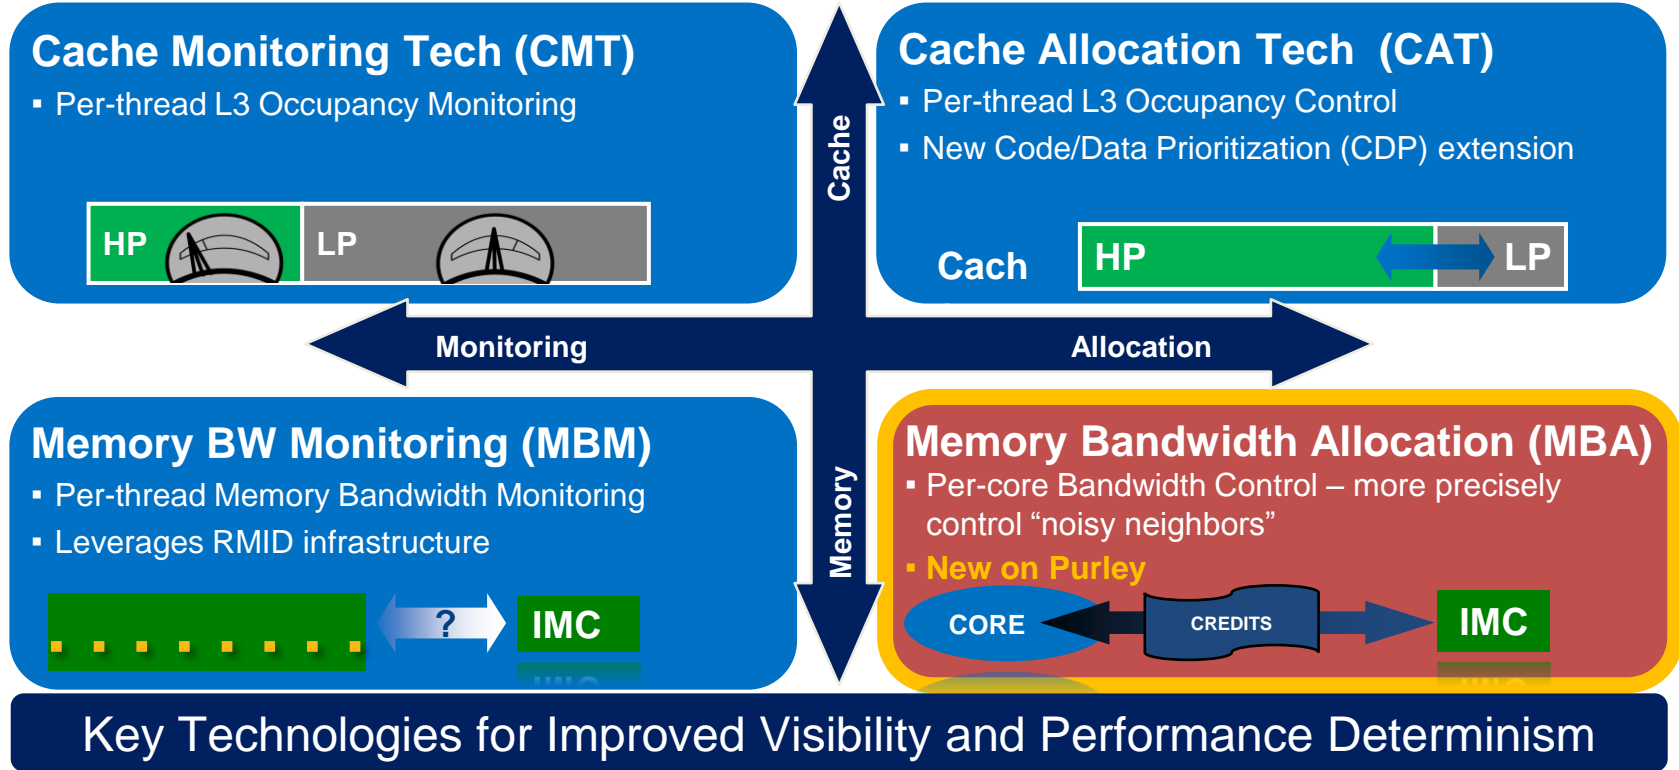 Cache Monitoring Tech (CMT)
▪ Per-thread L3 Occupancy Monitoring
HP
LP
Cache Allocation Tech (CAT)
▪ Per-thread L3 Occupancy Control
▪ New Code/Data Prioritization (CDP) extension
Cach
HP
LP
Cache
Monitoring
Allocation
Memory
Memory BW Monitoring (MBM)
▪ Per-thread Memory Bandwidth Monitoring
▪ Leverages RMID infrastructure
?
IMC
Memory Bandwidth Allocation (MBA)
▪ Per-core Bandwidth Control – more precisely
control “noisy neighbors”
▪ New on Purley
CORE
CREDITS
IMC
Key Technologies for Improved Visibility and Performance Determinism